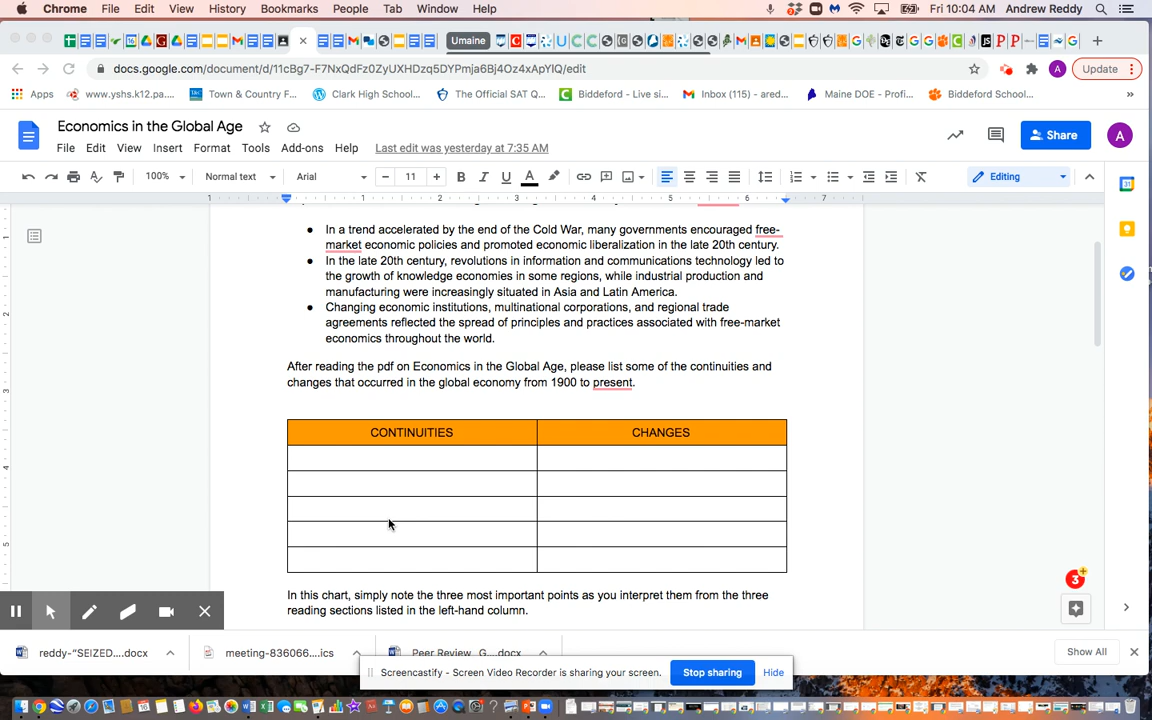 Chrome File Edit View History Bookmarks People Tab Window Help Fri 10:04 AM Andrew Reddy
Umaine
docs.google.com/document/d/11cBg7-F7NxQdFz0ZyUXHDzq5DYPmja6Bj4Oz4xApYIQ/edit A Update
Apps www.yshs.k12.pa.... Town & Country F... Clark High School... The Official SAT Q... Biddeford - Live si... Inbox (115) - ared... Maine DOE - Profi... Biddeford School... »
Economics in the Global Age
Share A
File Edit View Insert Format Tools Add-ons Help Last edit was yesterday at 7:35 AM
100% Normal text Arial 11 B I U A Editing
1 1 2 3 4 5 6 7
In a trend accelerated by the end of the Cold War, many governments encouraged free-
market economic policies and promoted economic liberalization in the late 20th century.
In the late 20th century, revolutions in information and communications technology led to
the growth of knowledge economies in some regions, while industrial production and
manufacturing were increasingly situated in Asia and Latin America.
Changing economic institutions, multinational corporations, and regional trade
agreements reflected the spread of principles and practices associated with free-market
economics throughout the world.
After reading the pdf on Economics in the Global Age, please list some of the continuities and
changes that occurred in the global economy from 1900 to present.
CONTINUITIES CHANGES
In this chart, simply note the three most important points as you interpret them from the three
reading sections listed in the left-hand column.
3
reddy-“SEIZED....docx meeting-836066....ics Peer Review_G....docx Show All
Screencastify - Screen Video Recorder is sharing your screen. Stop sharing Hide